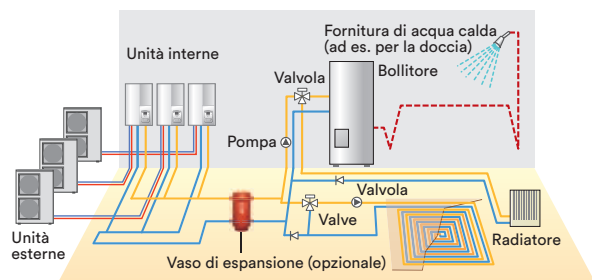 Fornitura di acqua calda
(ad es. per la doccia)
Unità interne
Valvola
Bollitore
Pompa
Valvola
Valve
Unità
esterne
Radiatore
Vaso di espansione (opzionale)